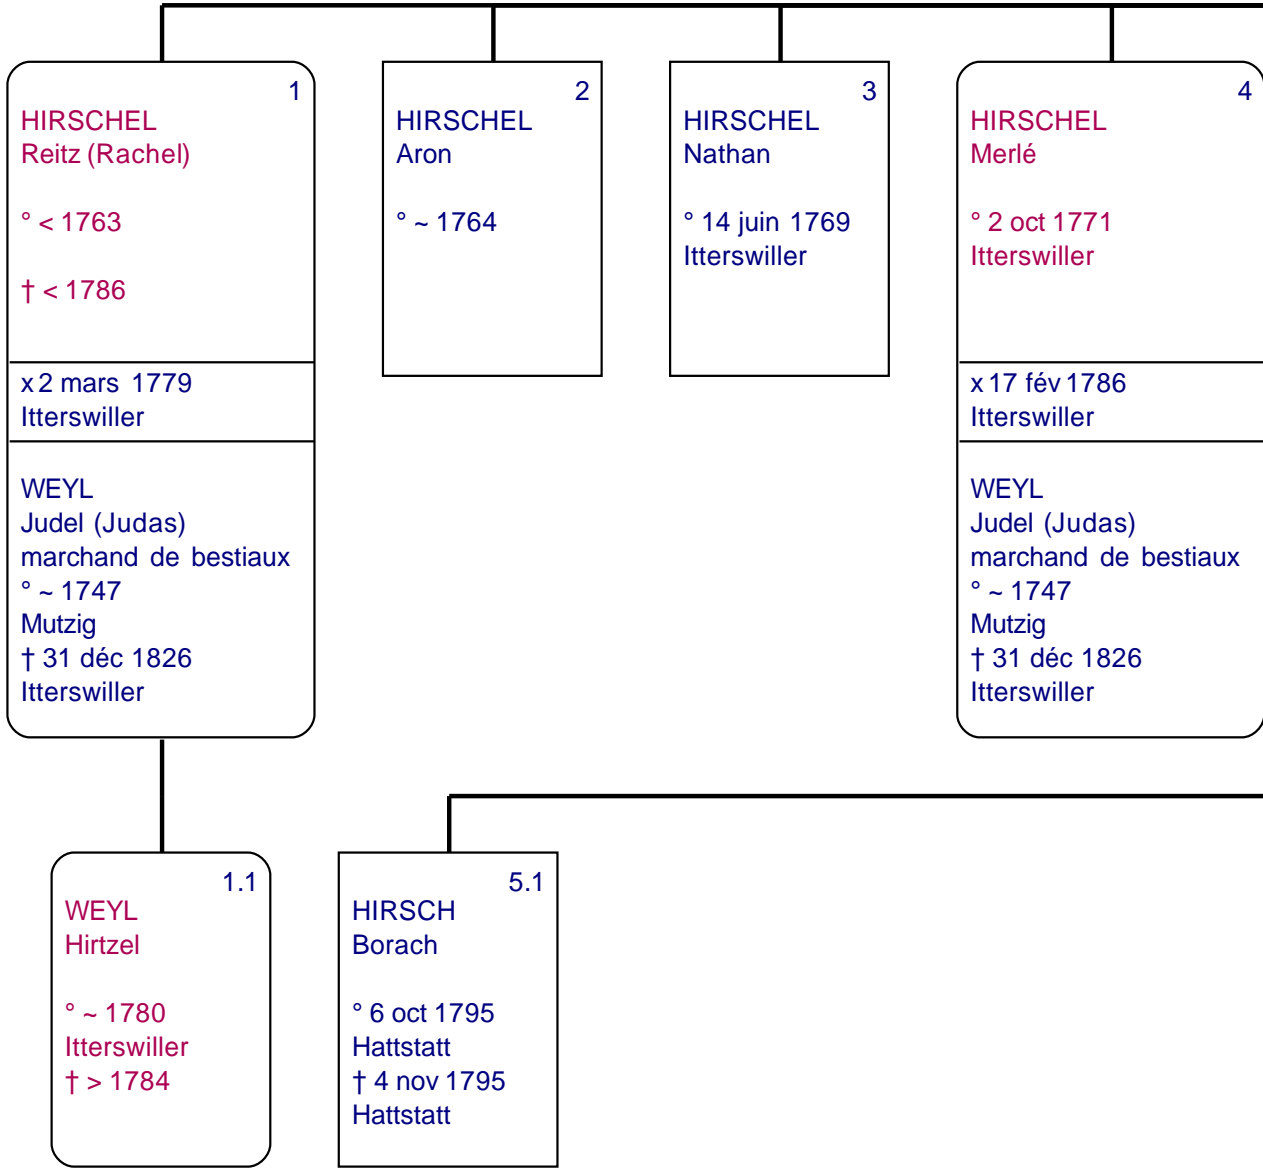 1
HIRSCHEL
Reitz (Rachel)
° < 1763
† < 1786
x 2 mars 1779
Itterswiller
WEYL
Judel (Judas)
marchand de bestiaux
° ~ 1747
Mutzig
† 31 déc 1826
Itterswiller
2
HIRSCHEL
Aron
° ~ 1764
3
HIRSCHEL
Nathan
° 14 juin 1769
Itterswiller
4
HIRSCHEL
Merlé
° 2 oct 1771
Itterswiller
x 17 fév 1786
Itterswiller
WEYL
Judel (Judas)
marchand de bestiaux
° ~ 1747
Mutzig
† 31 déc 1826
Itterswiller
1.1
WEYL
Hirtzel
° ~ 1780
Itterswiller
† > 1784
5.1
HIRSCH
Borach
° 6 oct 1795
Hattstatt
† 4 nov 1795
Hattstatt